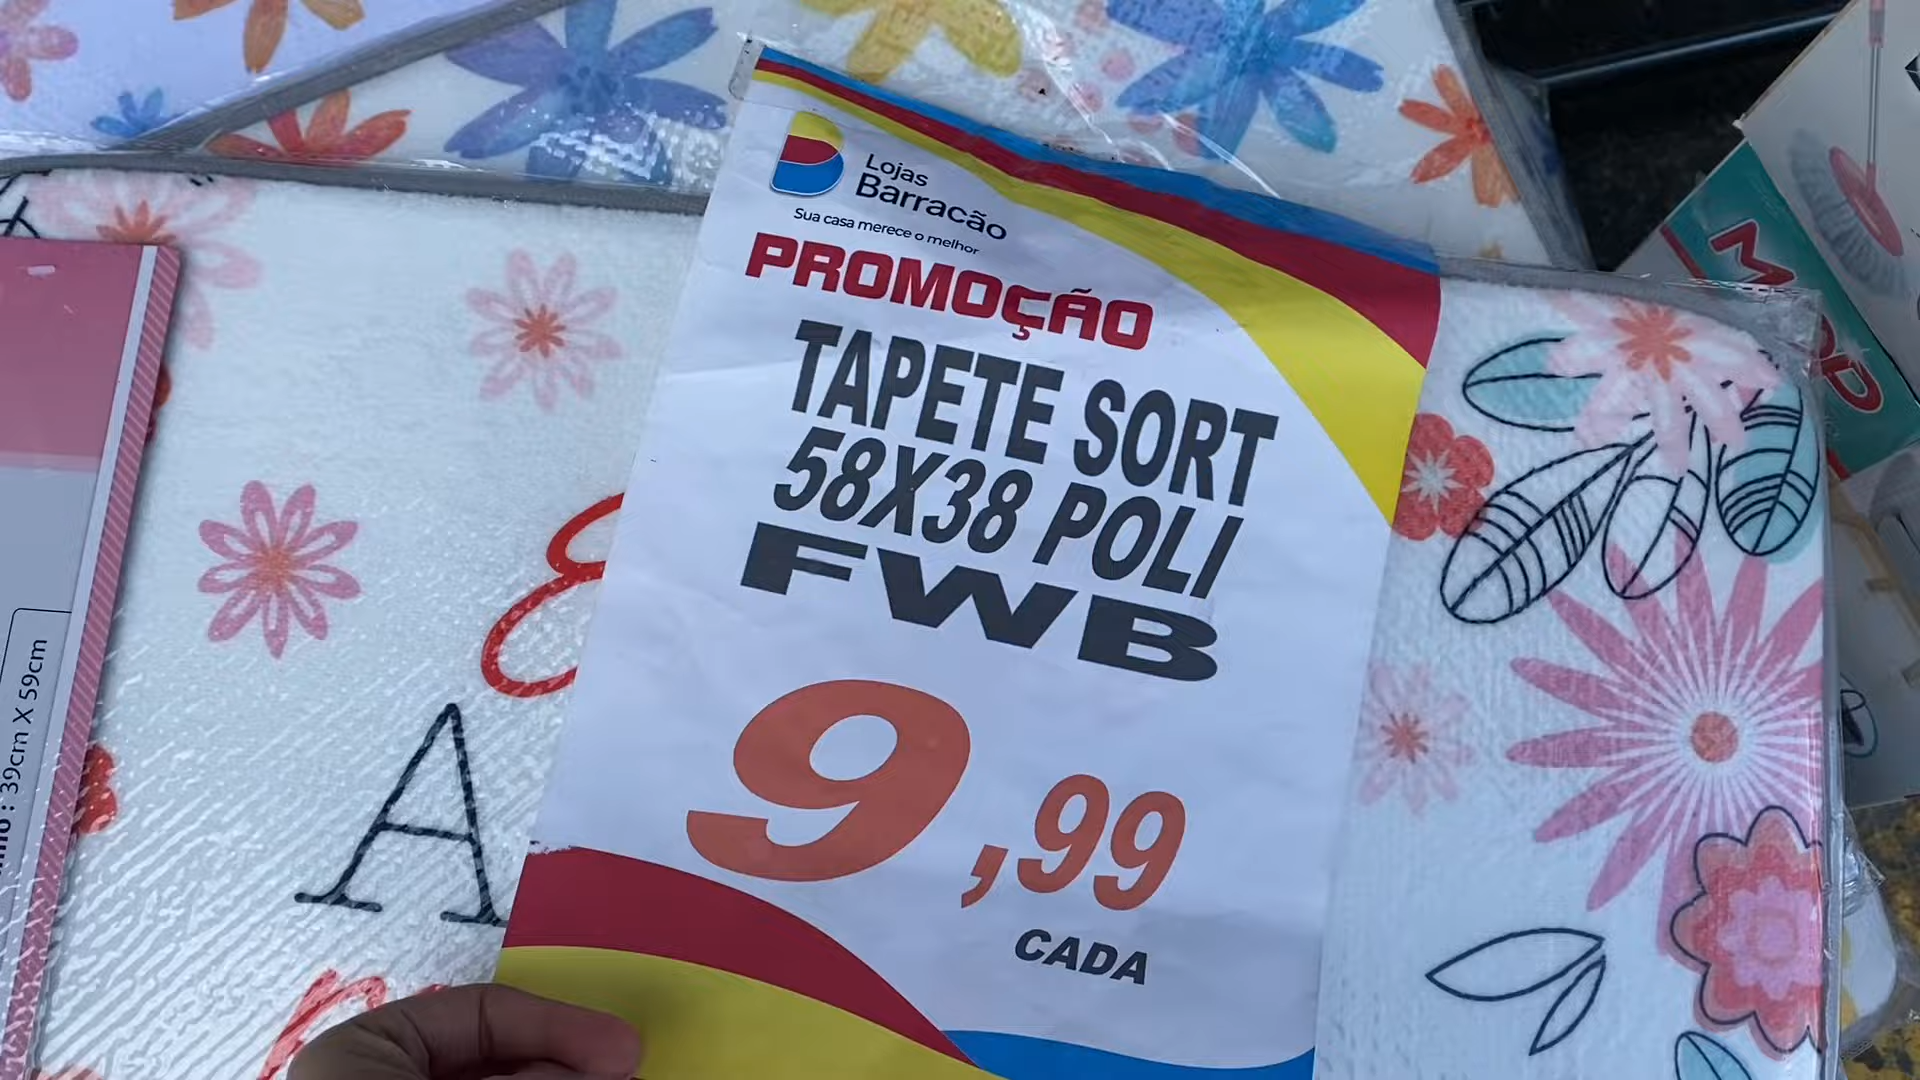 Lojas
Barracão
Sua casa merece o melhor
PROMOÇÃO
TAPETE SORT
58X38 POLI
FWB
9,99
CADA
A
: 39cm X 59cm